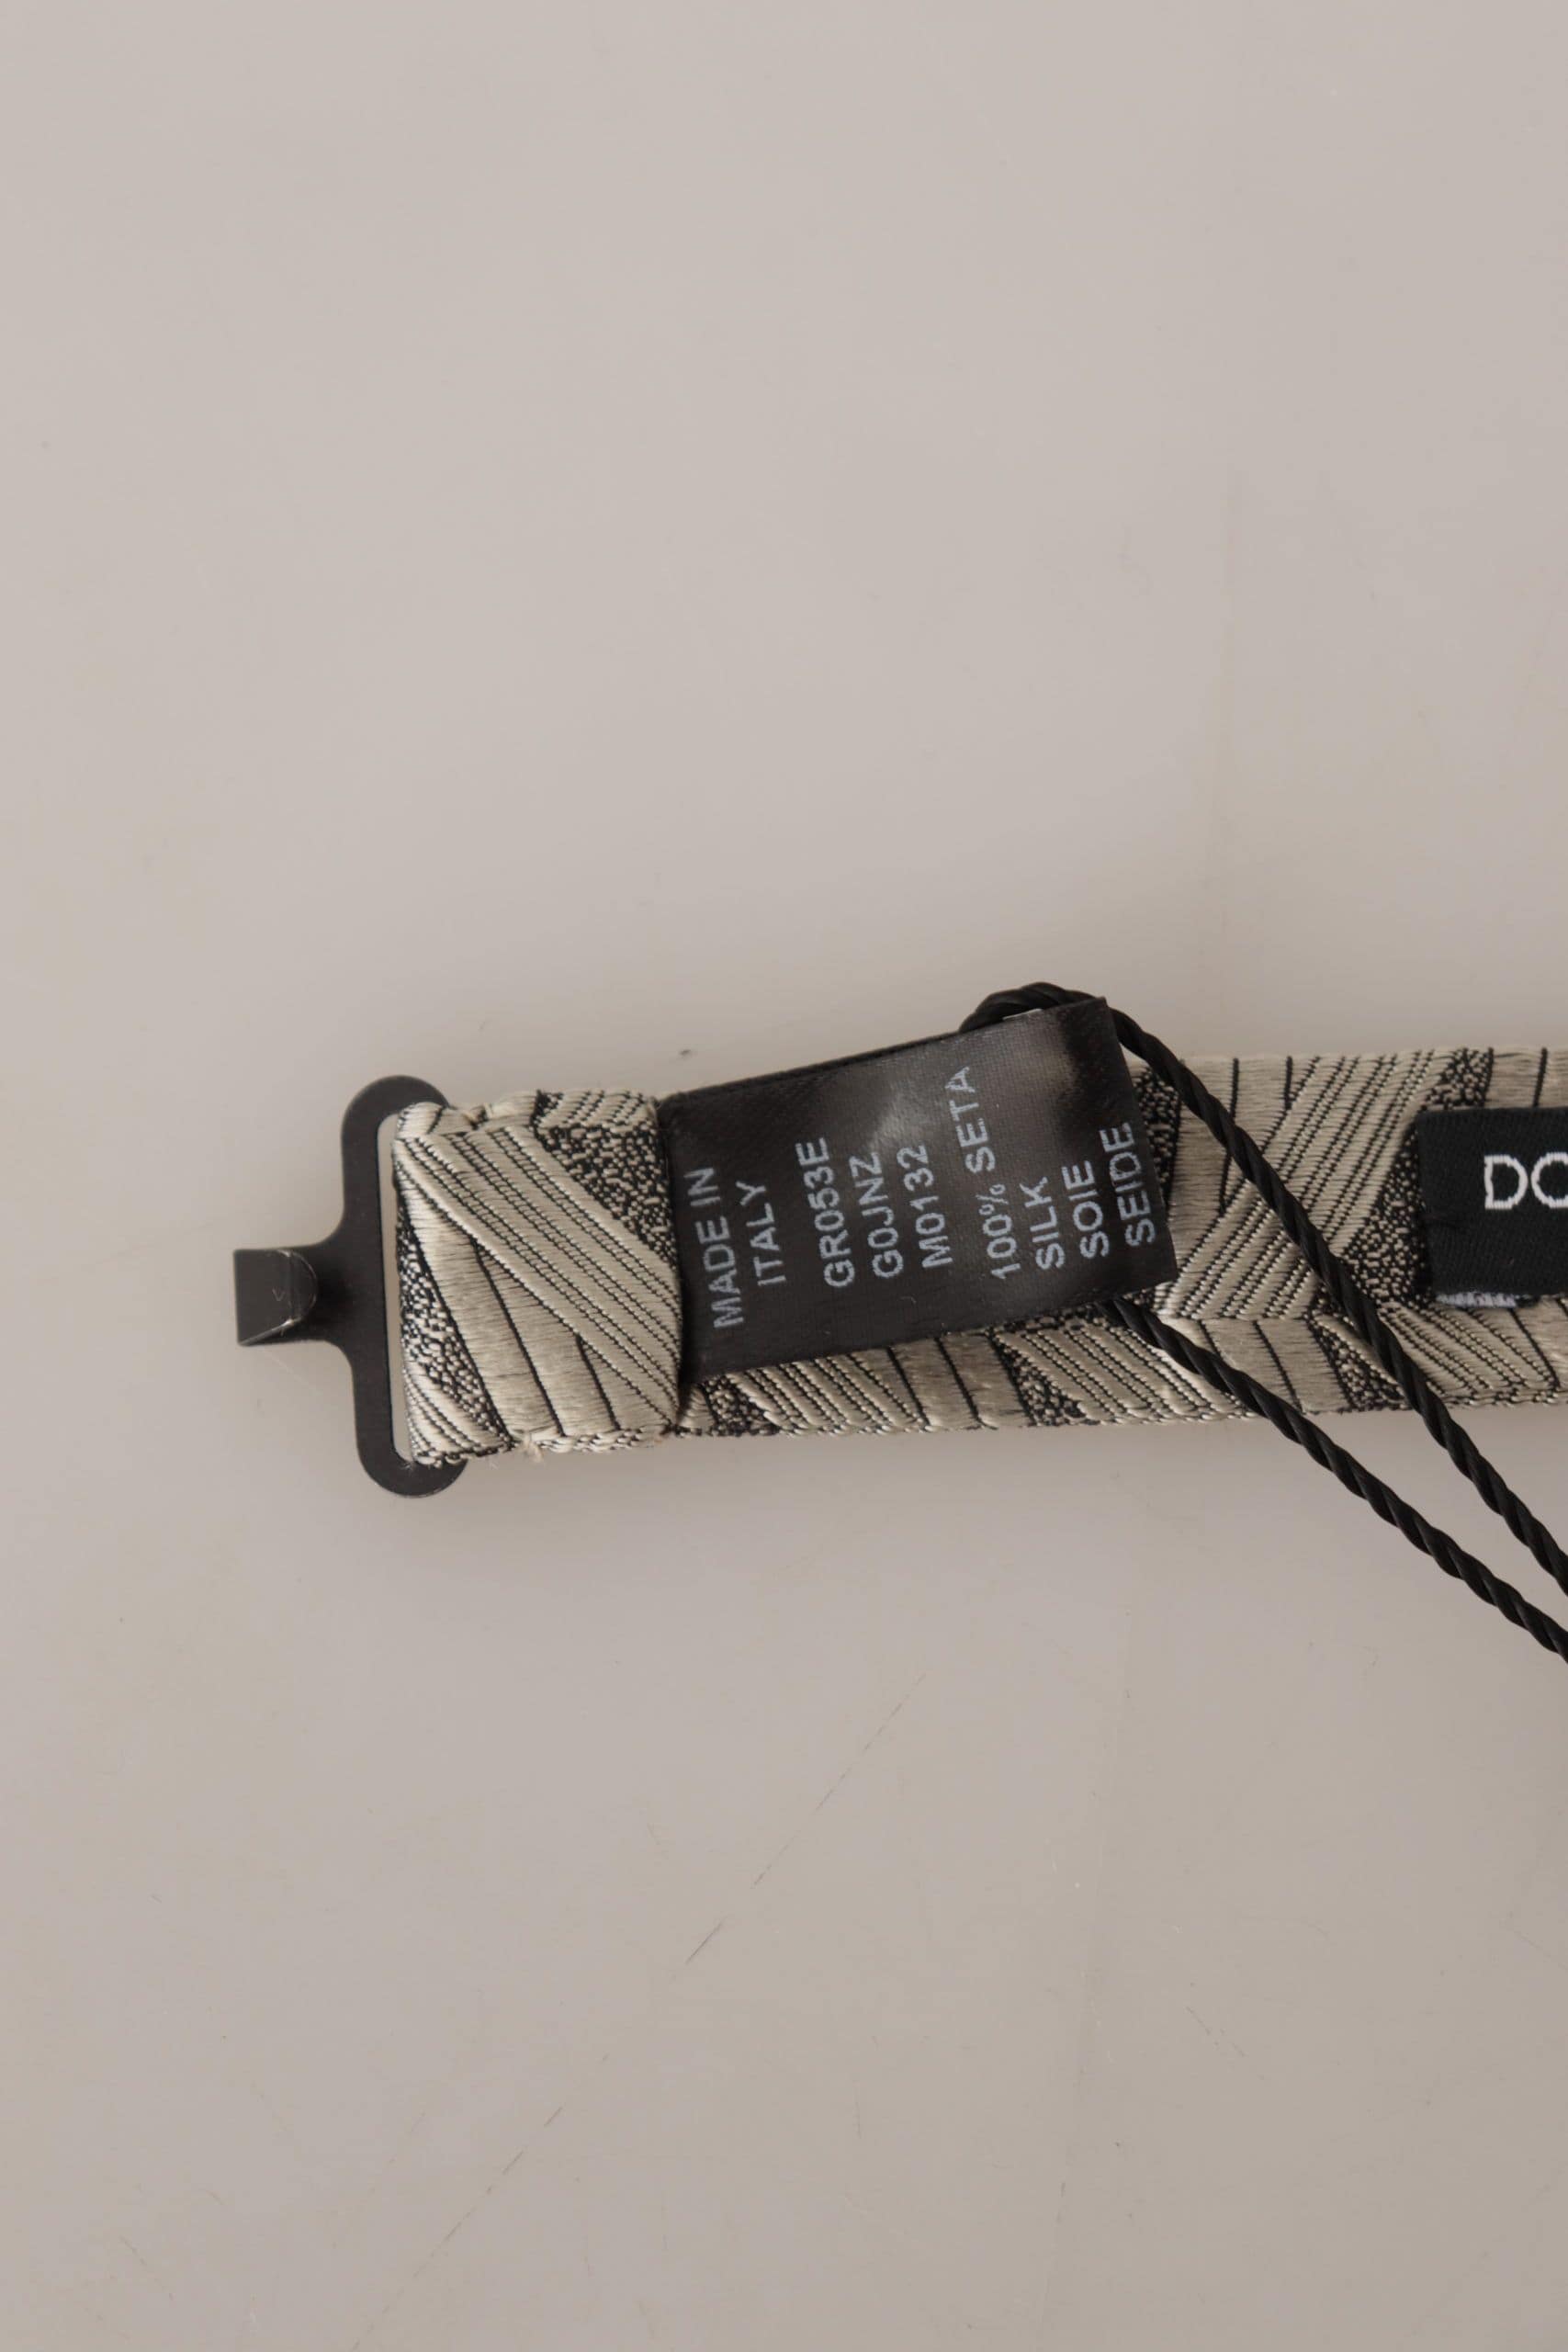 MADE IN
ITALY
GR053E
G0JNZ
M0132
100% SETA
SILK
SOIE
SEIDE
DO